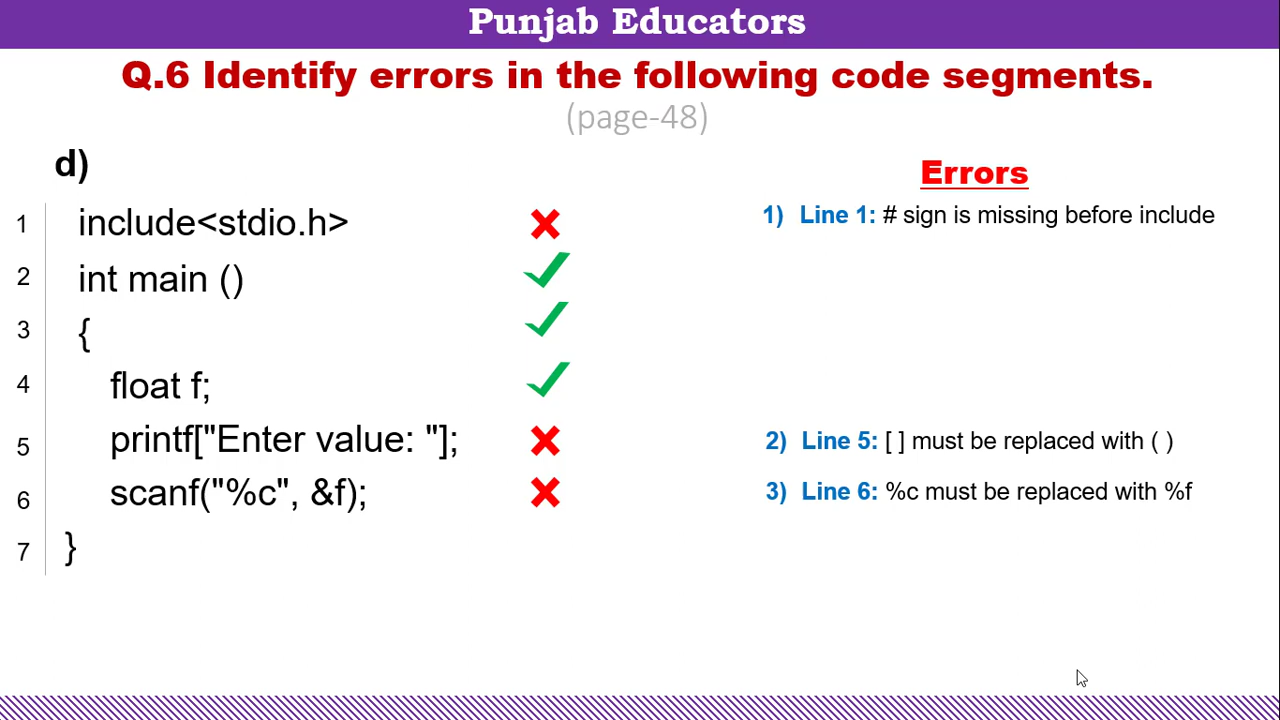 Punjab Educators
Q.6 Identify errors in the following code segments.
(page-48)
d)
Errors
1 include<stdio.h>
1) Line 1: # sign is missing before include
2 int main ()
3 {
4 float f;
5 printf["Enter value: "];
2) Line 5: [ ] must be replaced with ( )
6 scanf("%c", &f);
3) Line 6: %c must be replaced with %f
7 }